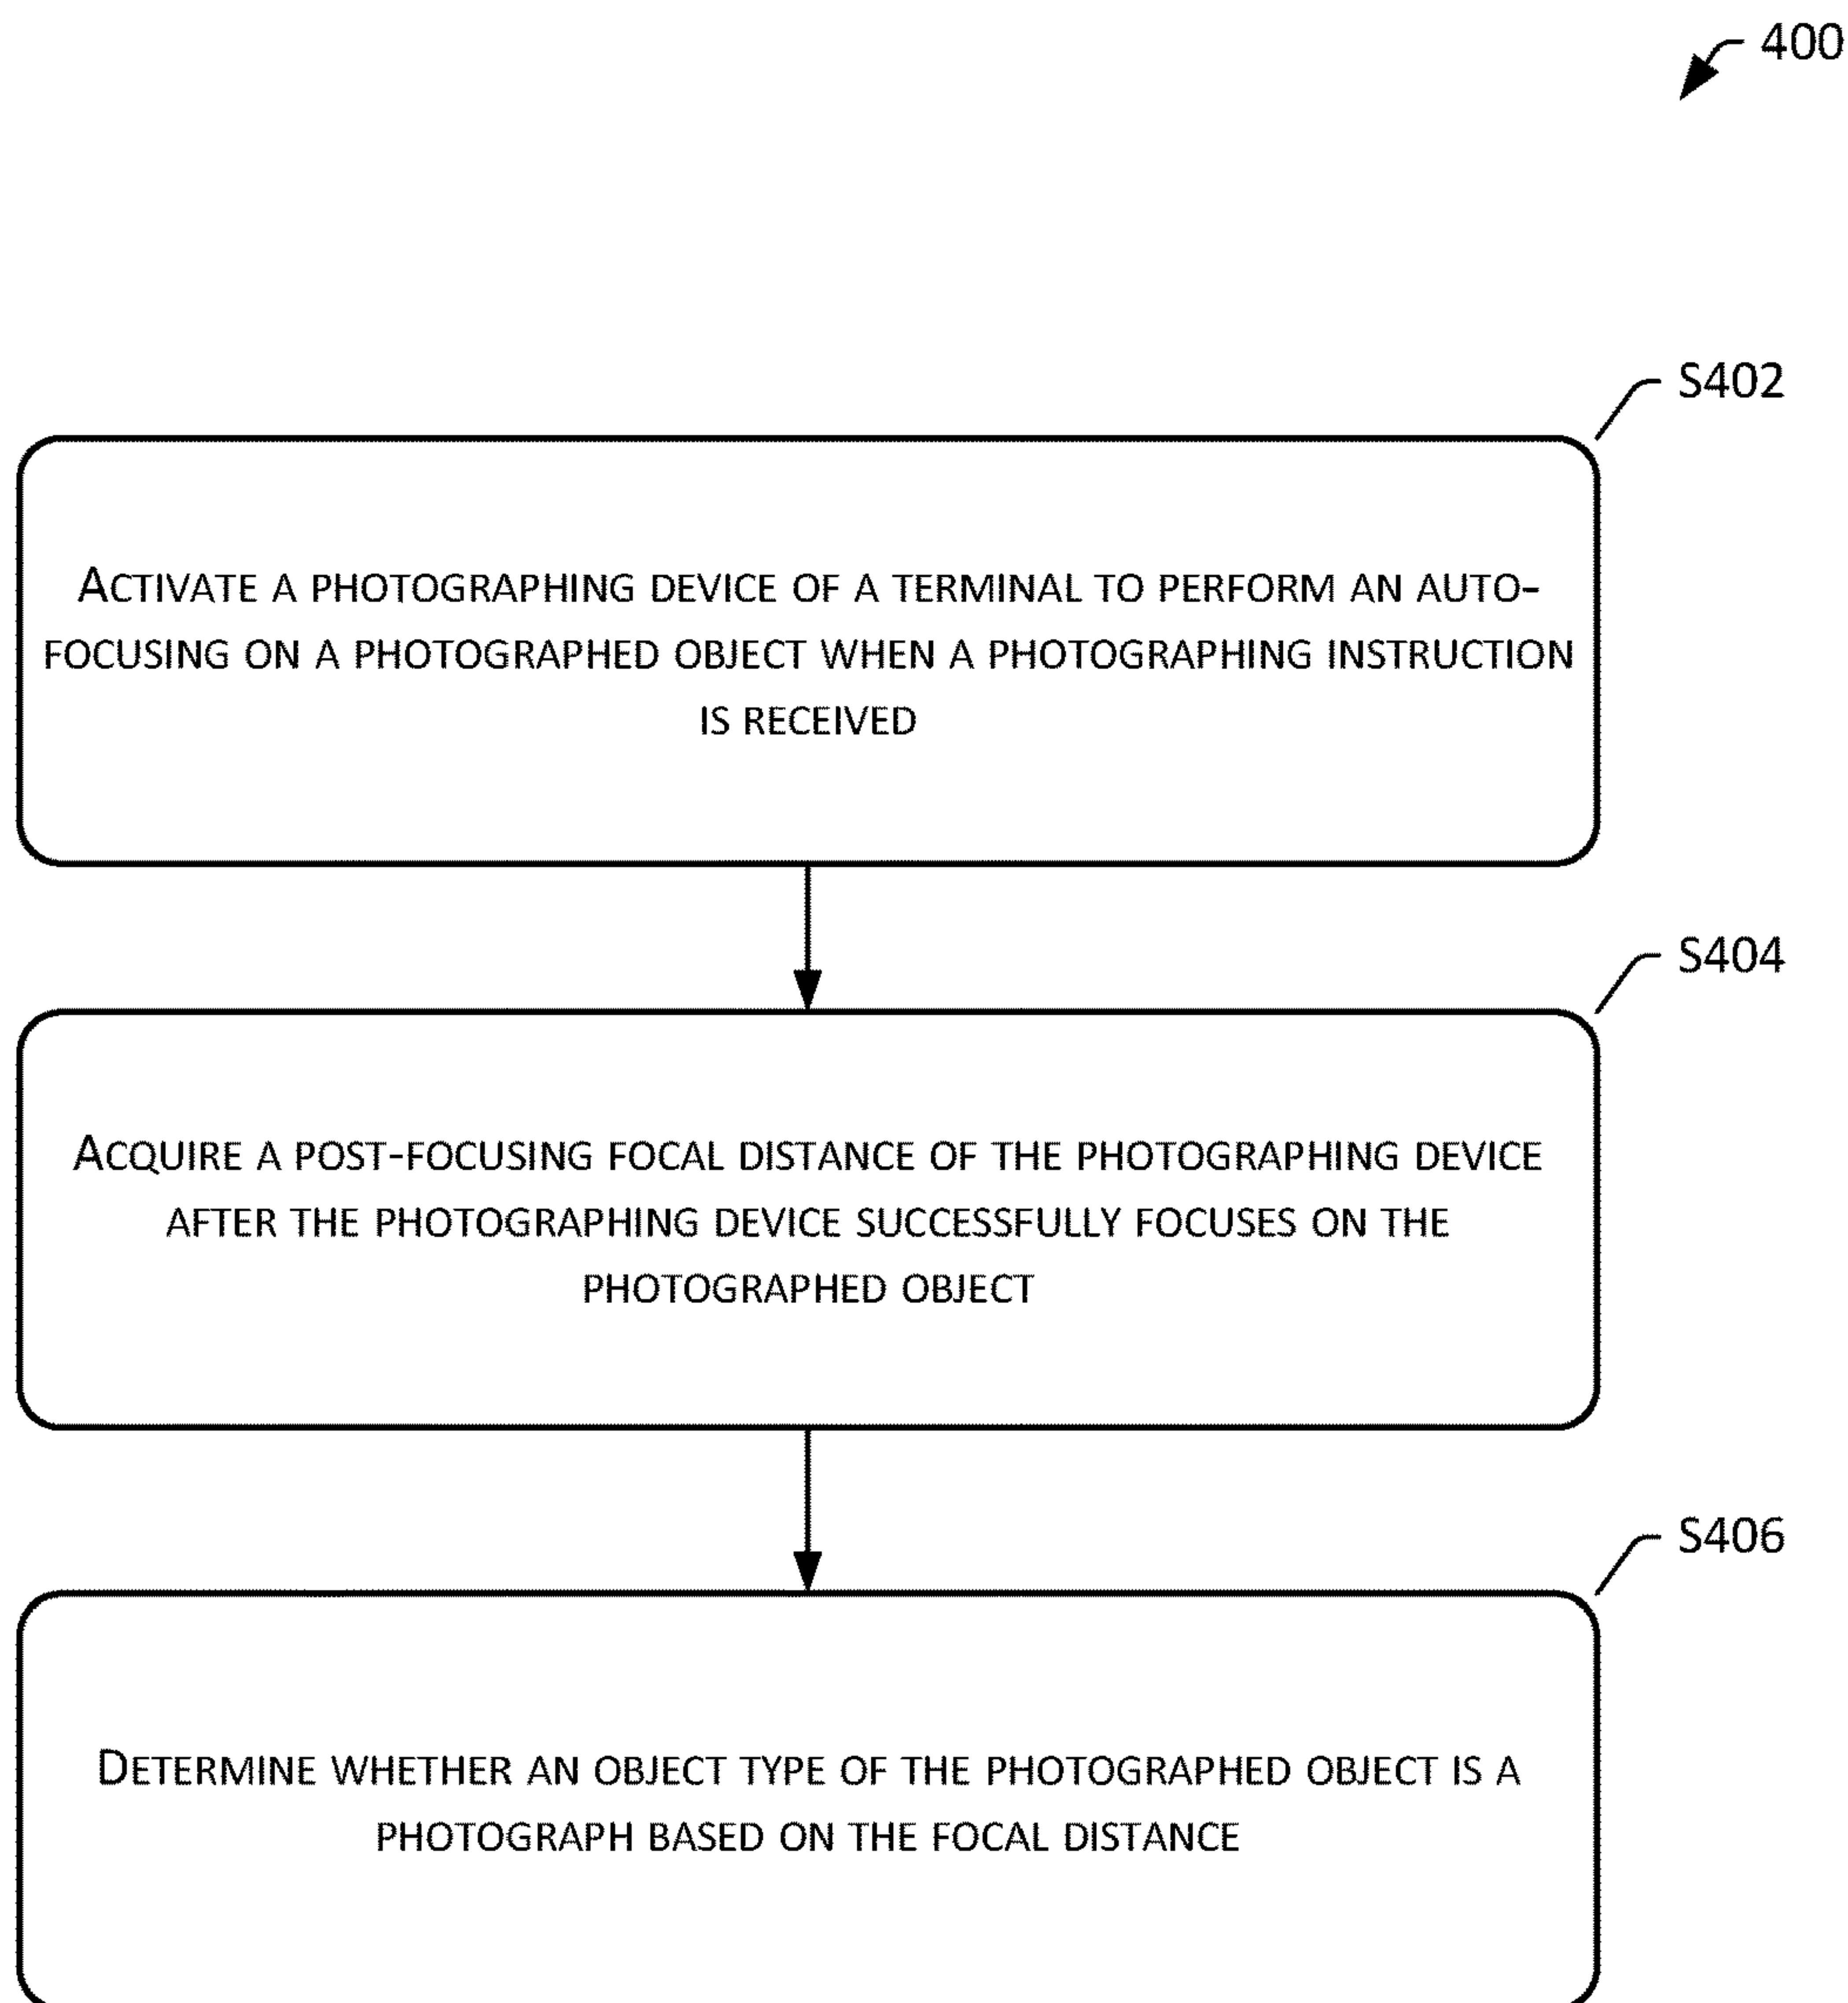 400
S402
ACTIVATE A PHOTOGRAPHING DEVICE OF A TERMINAL TO PERFORM AN AUTO-
FOCUSING ON A PHOTOGRAPHED OBJECT WHEN A PHOTOGRAPHING INSTRUCTION
IS RECEIVED
S404
ACQUIRE A POST-FOCUSING FOCAL DISTANCE OF THE PHOTOGRAPHING DEVICE
AFTER THE PHOTOGRAPHING DEVICE SUCCESSFULLY FOCUSES ON THE
PHOTOGRAPHED OBJECT
S406
DETERMINE WHETHER AN OBJECT TYPE OF THE PHOTOGRAPHED OBJECT IS A
PHOTOGRAPH BASED ON THE FOCAL DISTANCE